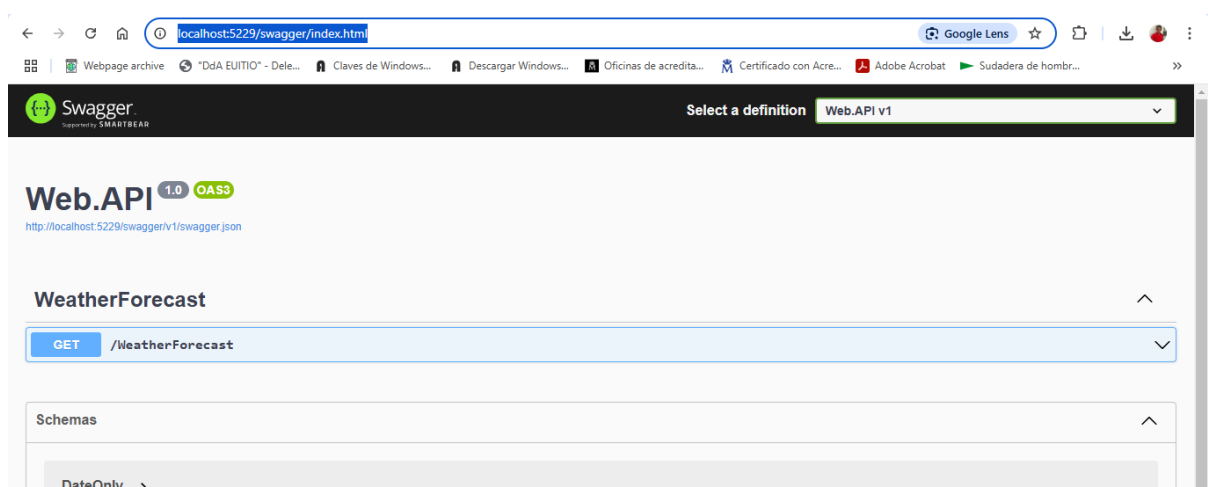 localhost:5229/swagger/index.html
Google Lens
Webpage archive
"DdA EUITIO" - Dele...
Claves de Windows...
Descargar Windows...
Oficinas de acredita...
Certificado con Acre...
Adobe Acrobat
Sudadera de hombr...
Swagger.
Supported by SMARTBEAR
Select a definition
Web.API v1
Web.API 1.0 OAS3
http://localhost:5229/swagger/v1/swagger.json
WeatherForecast
GET /WeatherForecast
Schemas
DateOnly